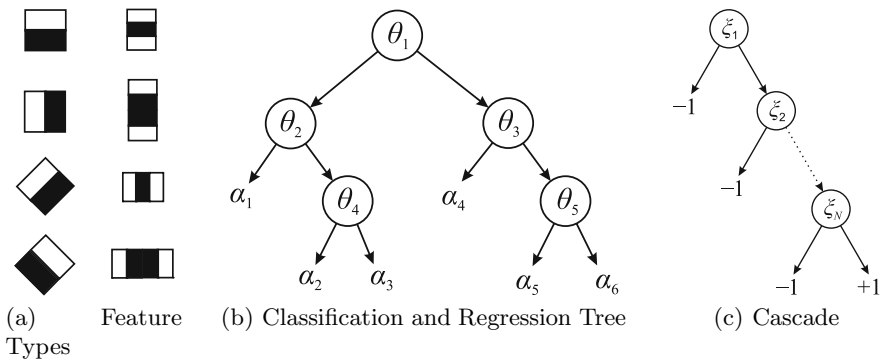 θ1
ξ1
θ2
θ3
−1
ξ2
α1
θ4
α4
θ5
−1
ξN
α2
α3
α5
α6
−1
+1
(a) Feature
Types
(b) Classification and Regression Tree
(c) Cascade